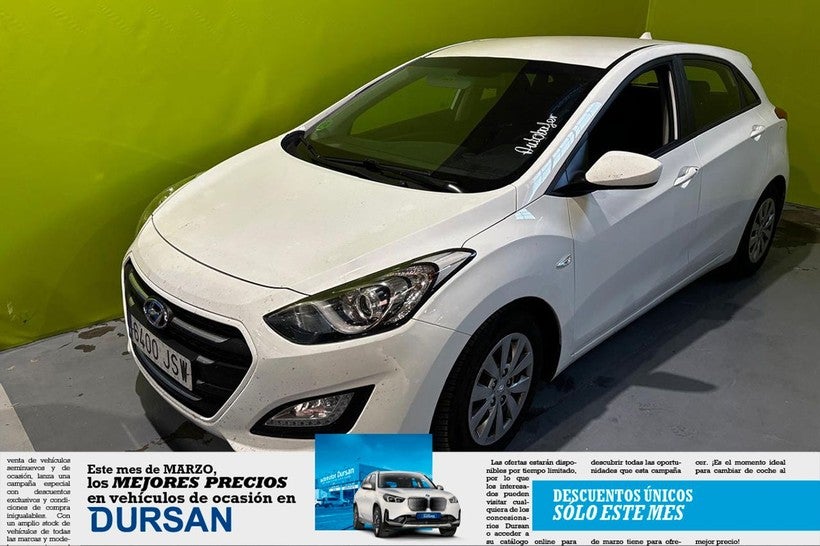 Autotaller
6400 JSW
venta de vehículos
seminuevos y de
ocasión, lanza una
campaña especial
con descuentos
exclusivos y condi-
ciones de compra
inigualables. Con
un amplio stock de
vehículos de todas
las marcas y mode-
Este mes de MARZO,
los MEJORES PRECIOS
en vehículos de ocasión en
DURSAN
Dursan
Las ofertas estarán dispo-
nibles por tiempo limitado,
por lo que
los interesa-
dos pueden
visitar cual-
quiera de los
concesiona-
rios Dursan
o acceder a
su catálogo online para
descubrir todas las oportuni-
dades que esta campaña
de marzo tiene para ofre-
cer. ¡Es el momento ideal
para cambiar de coche al
mejor precio!
DESCUENTOS ÚNICOS
SÓLO ESTE MES